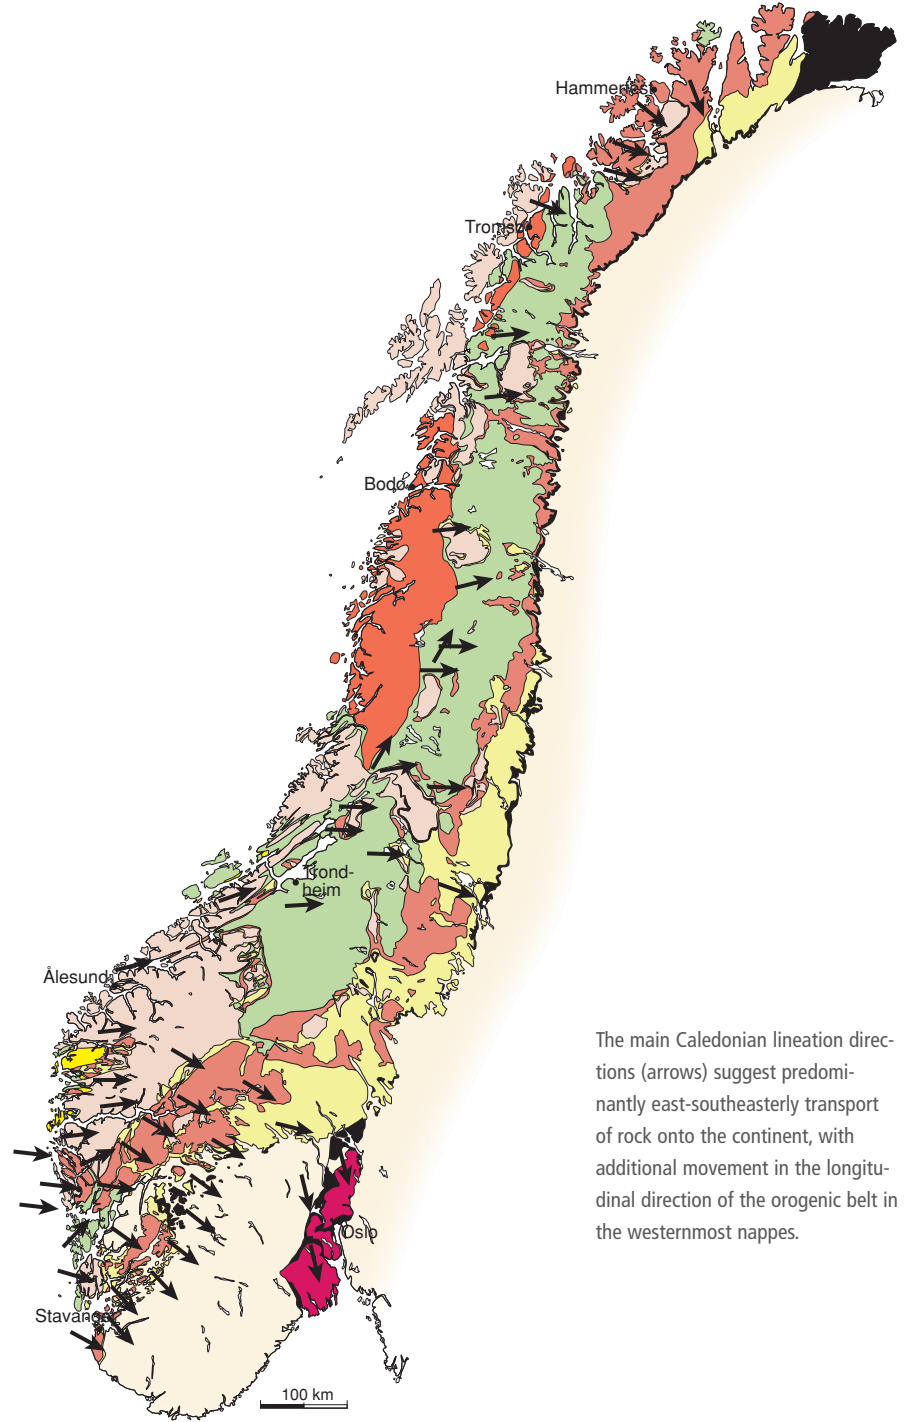 Hammerfest
Tromsø
Bodø
Trond-
heim
Ålesund
Oslo
Stavanger
100 km
The main Caledonian lineation direc-
tions (arrows) suggest predomi-
nantly east-southeasterly transport
of rock onto the continent, with
additional movement in the longitu-
dinal direction of the orogenic belt in
the westernmost nappes.